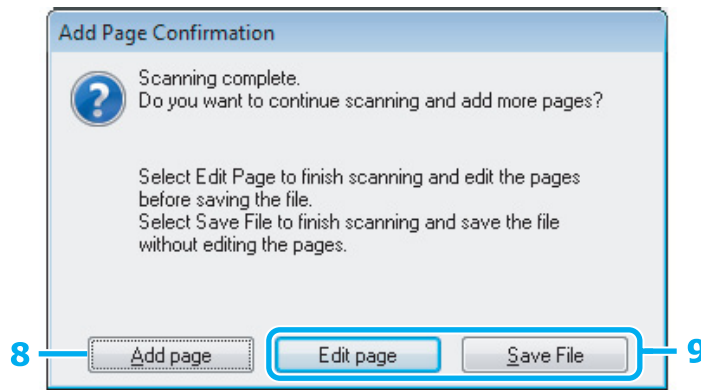 Add Page Confirmation
Scanning complete.
Do you want to continue scanning and add more pages?
Select Edit Page to finish scanning and edit the pages
before saving the file.
Select Save File to finish scanning and save the file
without editing the pages.
8 Add page Edit page Save File 9